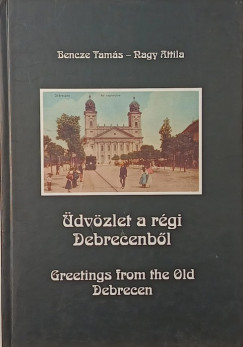 Bencze Tamás – Nagy Attila
Üdvözlet a régi
Debrecenből
Greetings from the Old
Debrecen